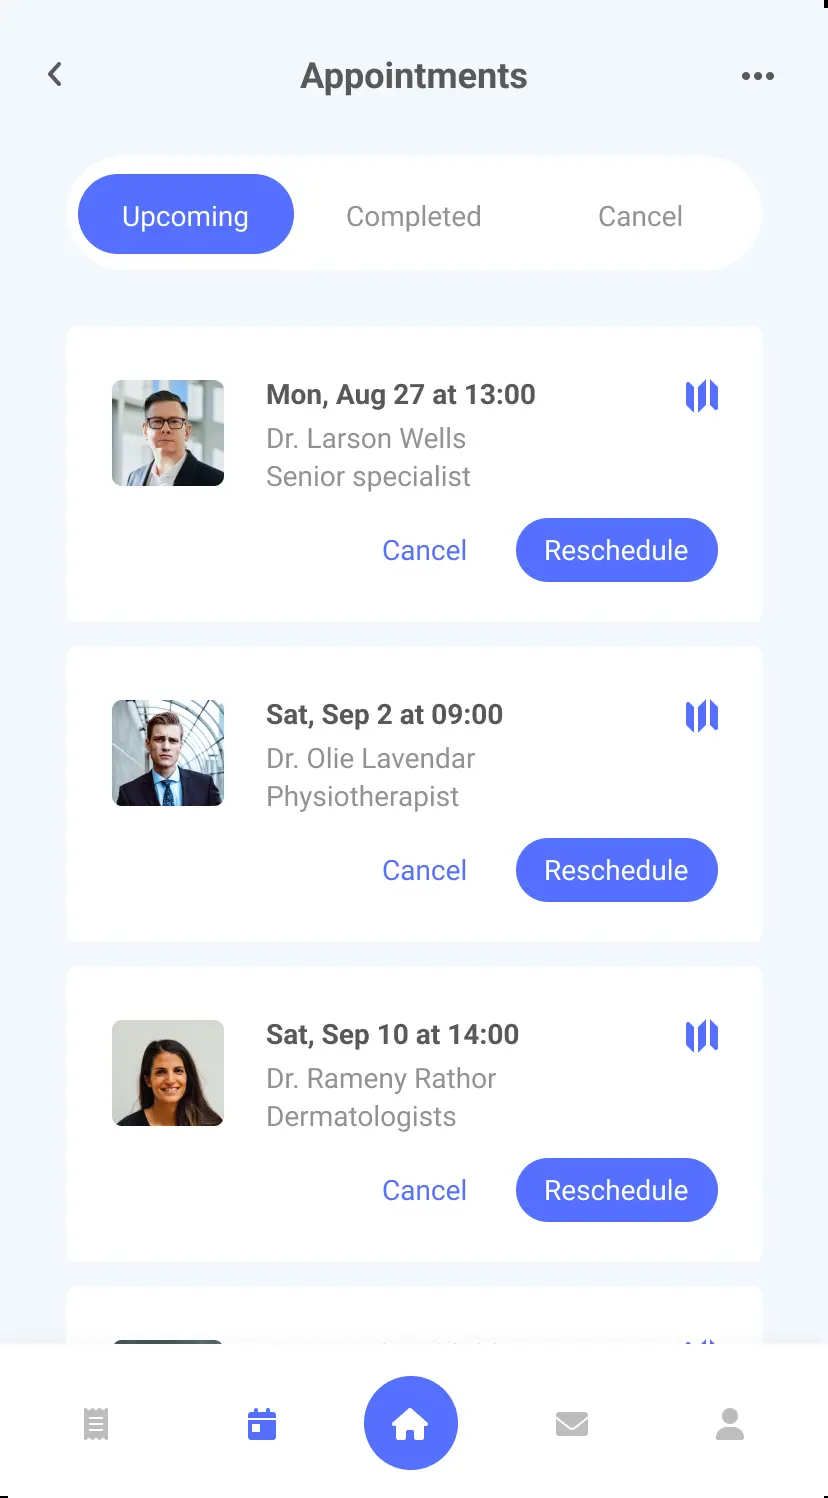 Appointments
Upcoming Completed Cancel
Mon, Aug 27 at 13:00
Dr. Larson Wells
Senior specialist
Cancel Reschedule
Sat, Sep 2 at 09:00
Dr. Olie Lavendar
Physiotherapist
Cancel Reschedule
Sat, Sep 10 at 14:00
Dr. Rameny Rathor
Dermatologists
Cancel Reschedule